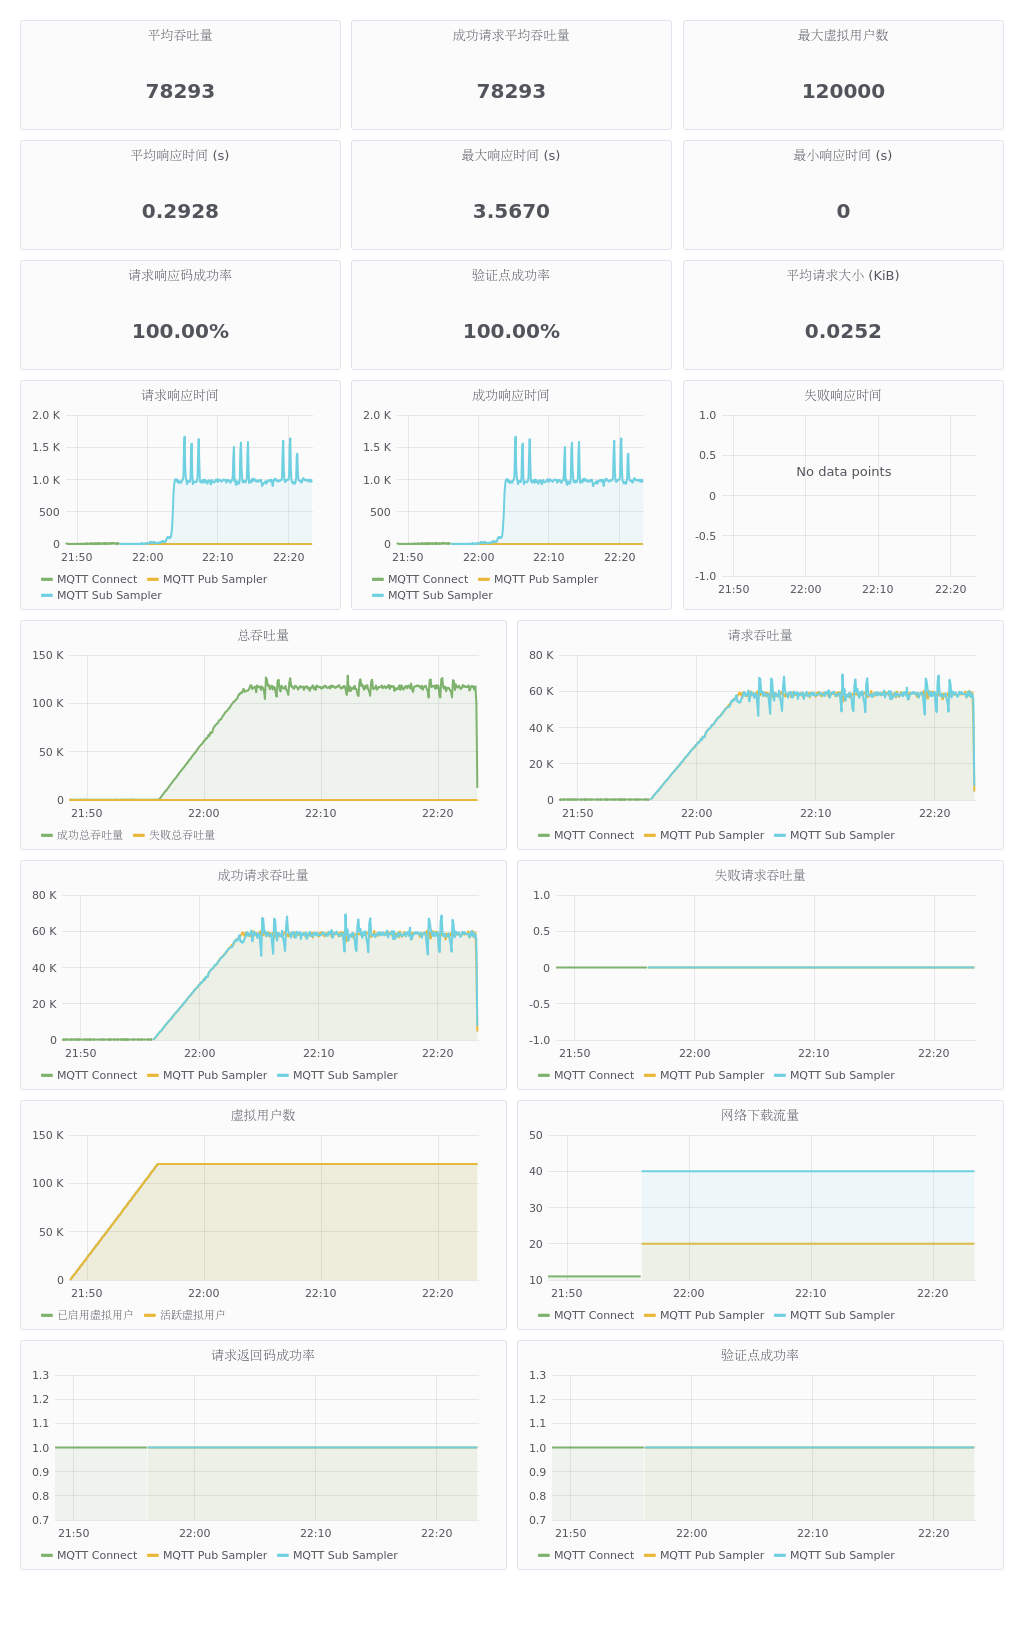 平均吞吐量
78293
成功请求平均吞吐量
78293
最大虚拟用户数
120000
平均响应时间 (s)
0.2928
最大响应时间 (s)
3.5670
最小响应时间 (s)
0
请求响应码成功率
100.00%
验证点成功率
100.00%
平均请求大小 (KiB)
0.0252
请求响应时间
2.0 K
1.5 K
1.0 K
500
0
21:50 22:00 22:10 22:20
MQTT Connect MQTT Pub Sampler
MQTT Sub Sampler
成功响应时间
2.0 K
1.5 K
1.0 K
500
0
21:50 22:00 22:10 22:20
MQTT Connect MQTT Pub Sampler
MQTT Sub Sampler
失败响应时间
1.0
0.5
No data points
0
-0.5
-1.0
21:50 22:00 22:10 22:20
总吞吐量
150 K
100 K
50 K
0
21:50 22:00 22:10 22:20
成功总吞吐量 失败总吞吐量
请求吞吐量
80 K
60 K
40 K
20 K
0
21:50 22:00 22:10 22:20
MQTT Connect MQTT Pub Sampler MQTT Sub Sampler
成功请求吞吐量
80 K
60 K
40 K
20 K
0
21:50 22:00 22:10 22:20
MQTT Connect MQTT Pub Sampler MQTT Sub Sampler
失败请求吞吐量
1.0
0.5
0
-0.5
-1.0
21:50 22:00 22:10 22:20
MQTT Connect MQTT Pub Sampler MQTT Sub Sampler
虚拟用户数
150 K
100 K
50 K
0
21:50 22:00 22:10 22:20
已启用虚拟用户 活跃虚拟用户
网络下载流量
50
40
30
20
10
21:50 22:00 22:10 22:20
MQTT Connect MQTT Pub Sampler MQTT Sub Sampler
请求返回码成功率
1.3
1.2
1.1
1.0
0.9
0.8
0.7
21:50 22:00 22:10 22:20
MQTT Connect MQTT Pub Sampler MQTT Sub Sampler
验证点成功率
1.3
1.2
1.1
1.0
0.9
0.8
0.7
21:50 22:00 22:10 22:20
MQTT Connect MQTT Pub Sampler MQTT Sub Sampler